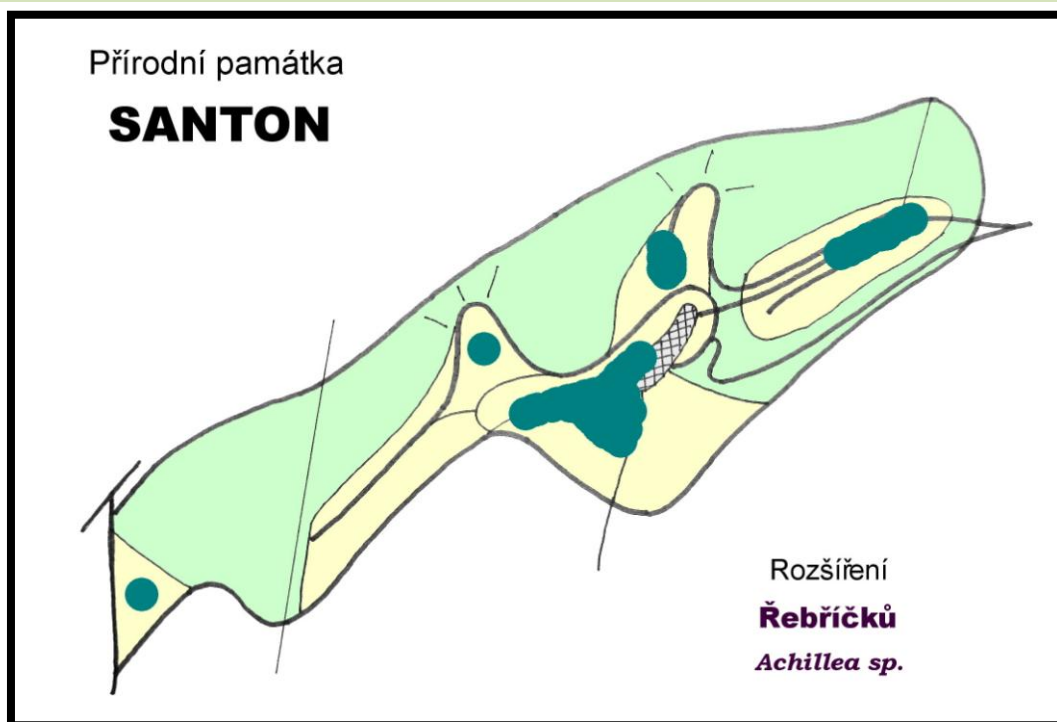 Přírodní památka
SANTON
Rozšíření
Řebříčků
Achillea sp.